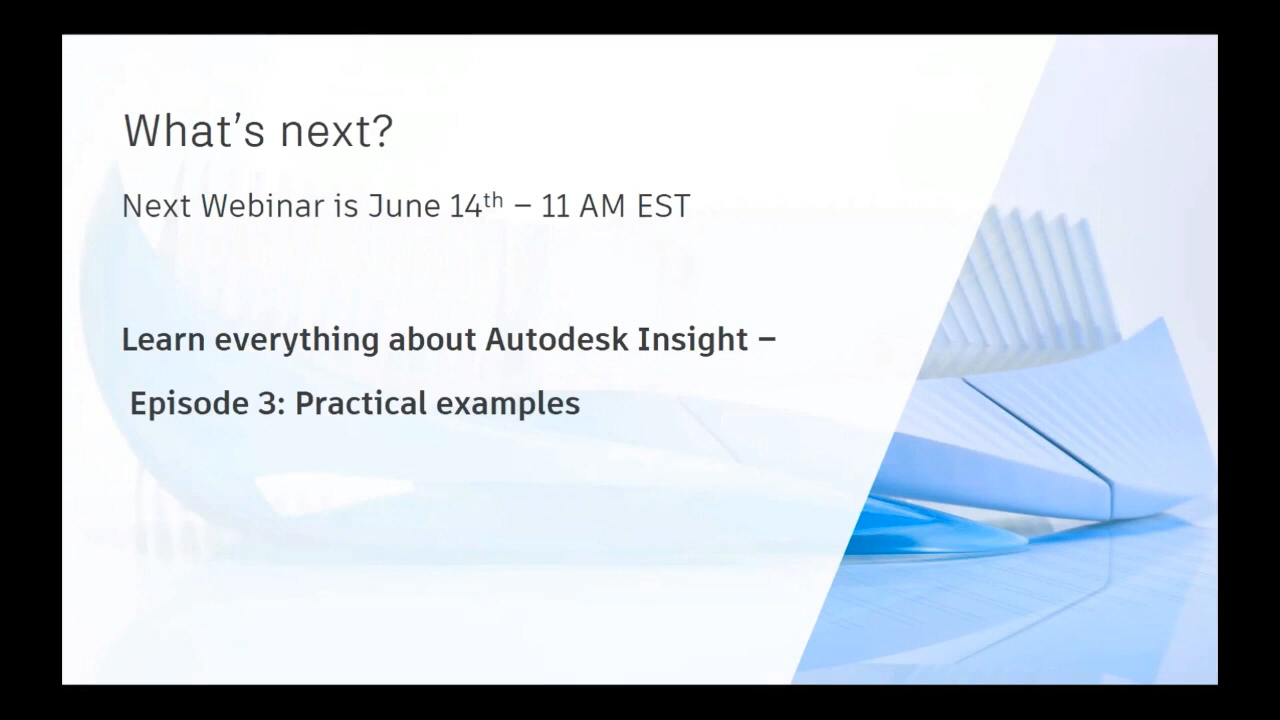 What's next?
Next Webinar is June 14th – 11 AM EST
Learn everything about Autodesk Insight –
Episode 3: Practical examples